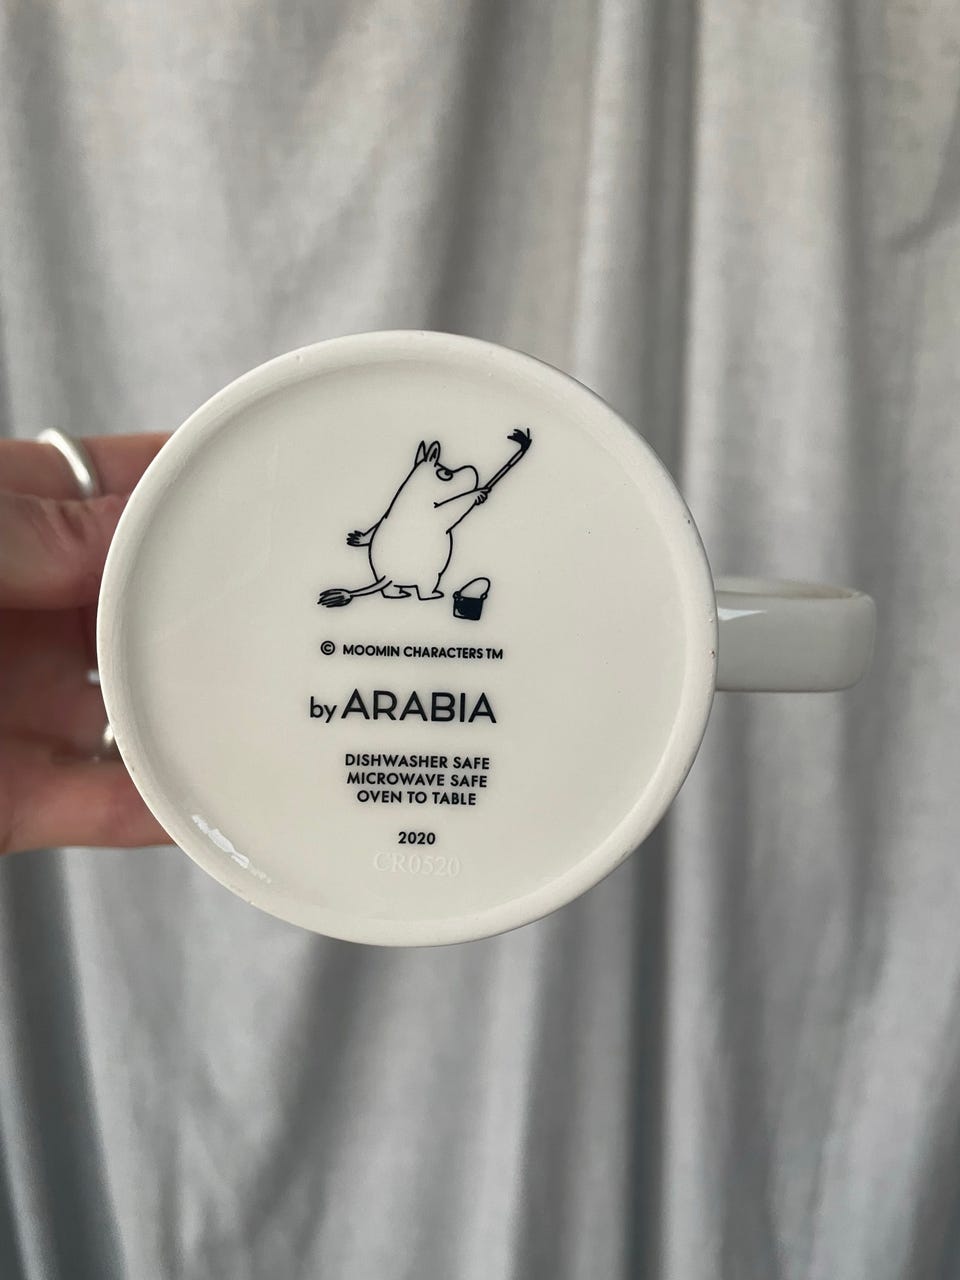 © MOOMIN CHARACTERS TM
by ARABIA
DISHWASHER SAFE
MICROWAVE SAFE
OVEN TO TABLE
2020
CR0520